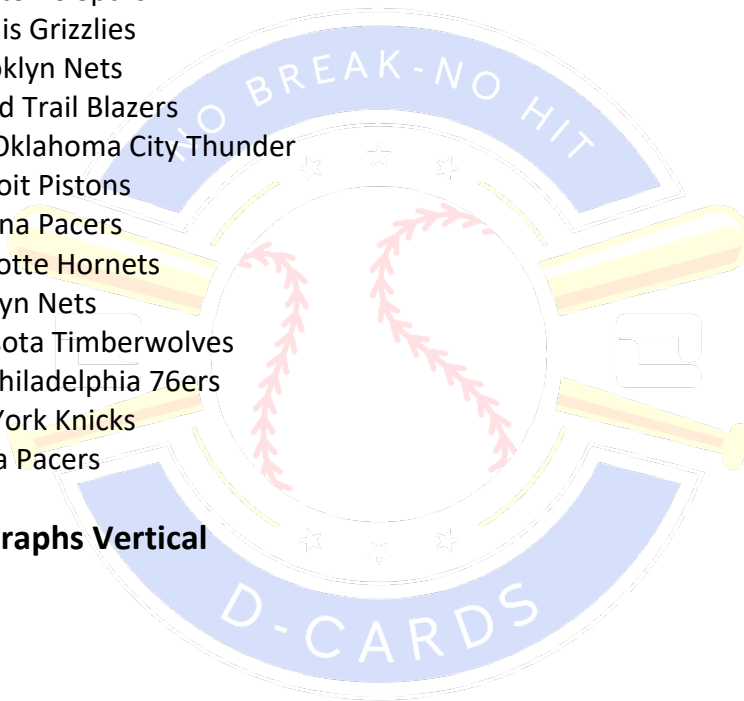 is Grizzlies
oklyn Nets
d Trail Blazers
Oklahoma City Thunder
oit Pistons
na Pacers
otte Hornets
yn Nets
sota Timberwolves
hiladelphia 76ers
York Knicks
a Pacers
raphs Vertical
NO BREAK-NO HIT
D-CARDS